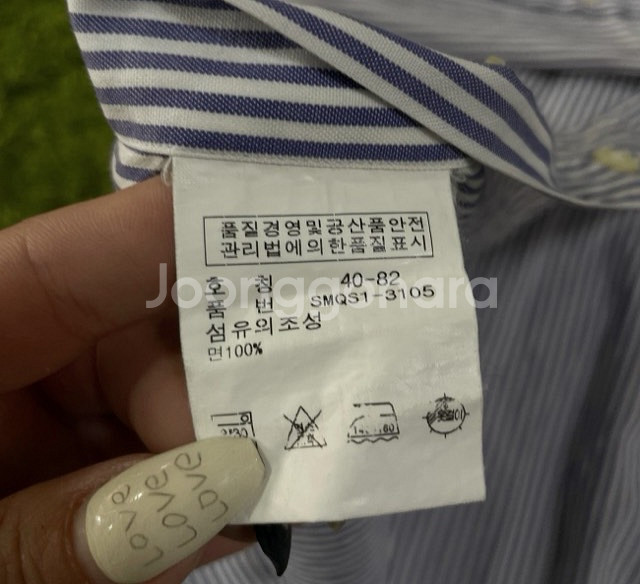 품질경영및공산품안전
관리법에의한품질표시
호 칭 40-82
품 번 SMQS1-3105
섬유의조성
면100%
Joonggonara
LOVE
LOVE
LOVE